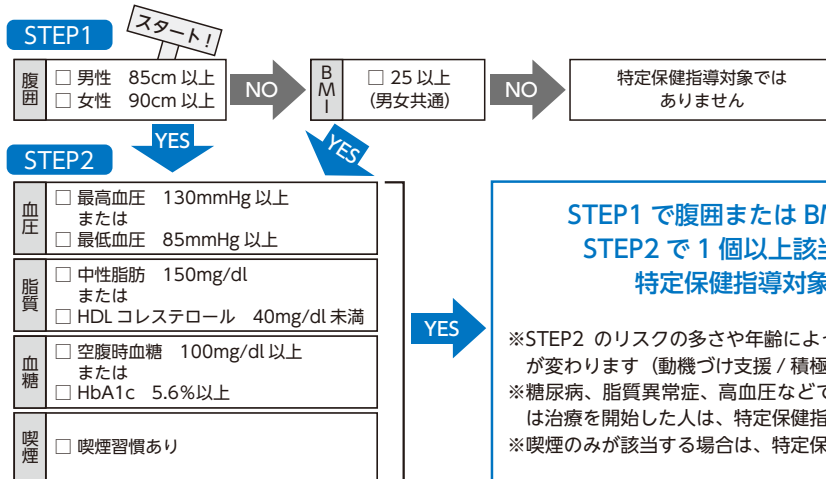 スタート！
STEP1
腹囲
□ 男性 85cm 以上
□ 女性 90cm 以上
NO
BMI
□ 25 以上
(男女共通)
NO
特定保健指導対象では
ありません
YES
YES
STEP2
血圧
□ 最高血圧 130mmHg 以上
または
□ 最低血圧 85mmHg 以上
脂質
□ 中性脂肪 150mg/dl
または
□ HDL コレステロール 40mg/dl 未満
血糖
□ 空腹時血糖 100mg/dl 以上
または
□ HbA1c 5.6%以上
喫煙
□ 喫煙習慣あり
YES
STEP1 で腹囲または BM
STEP2 で 1 個以上該当
特定保健指導対象
※STEP2 のリスクの多さや年齢によっ
が変わります（動機づけ支援 / 積極
※糖尿病、脂質異常症、高血圧などで
は治療を開始した人は、特定保健指
※喫煙のみが該当する場合は、特定保